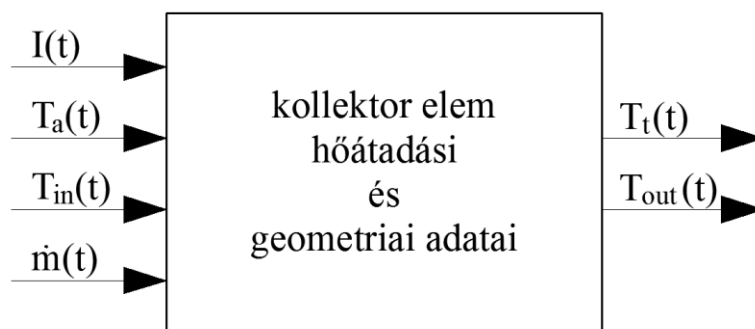 I(t)
Tₐ(t)
Tᵢₙ(t)
ṁ(t)
kollektor elem
hőátadási
és
geometriai adatai
Tₜ(t)
Tₒᵤₜ(t)